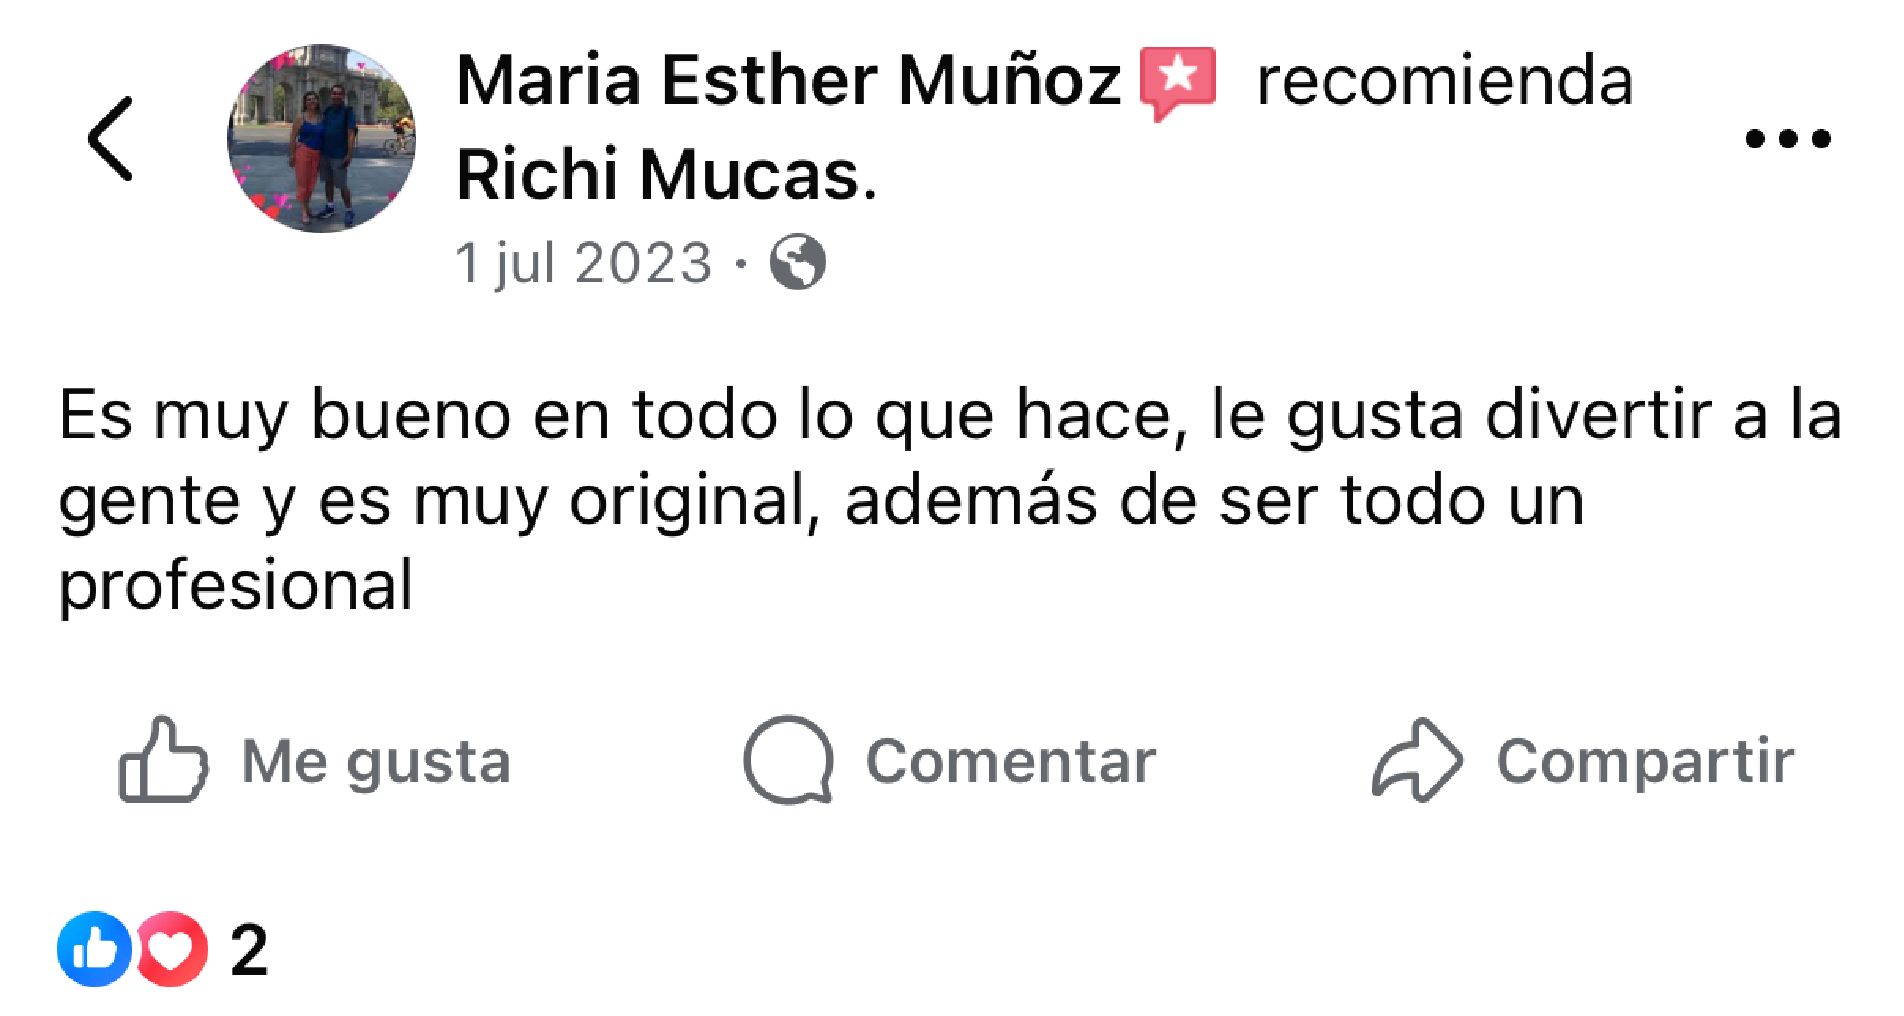 Maria Esther Muñoz recomienda
Richi Mucas.
1 jul 2023 ·
Es muy bueno en todo lo que hace, le gusta divertir a la
gente y es muy original, además de ser todo un
profesional
Me gusta Comentar Compartir
2